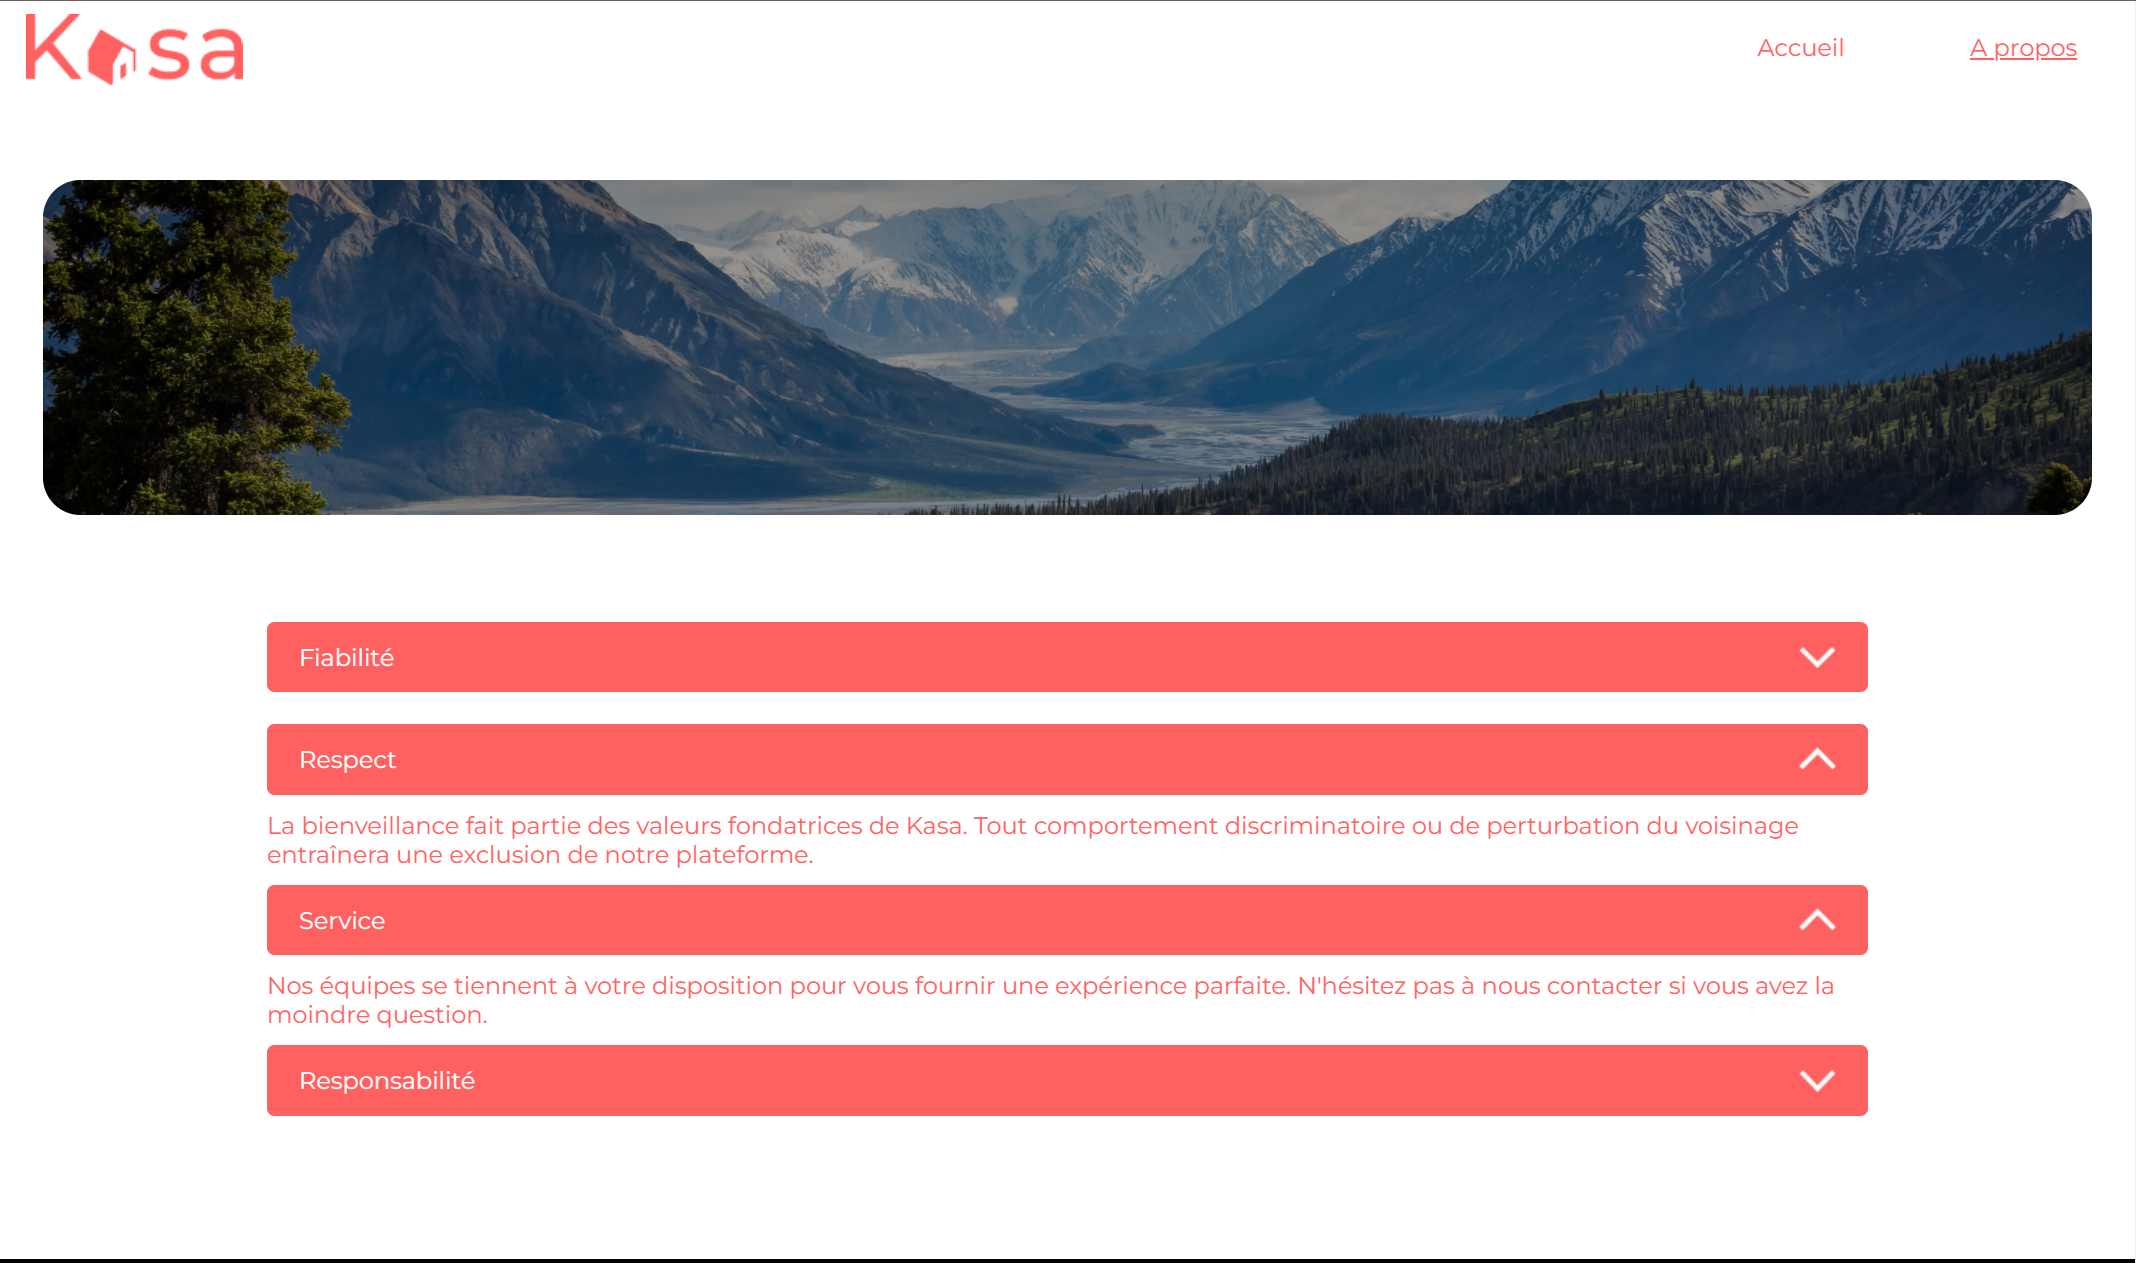 Kasa
Accueil
A propos
Fiabilité
Respect
La bienveillance fait partie des valeurs fondatrices de Kasa. Tout comportement discriminatoire ou de perturbation du voisinage
entraînera une exclusion de notre plateforme.
Service
Nos équipes se tiennent à votre disposition pour vous fournir une expérience parfaite. N'hésitez pas à nous contacter si vous avez la
moindre question.
Responsabilité